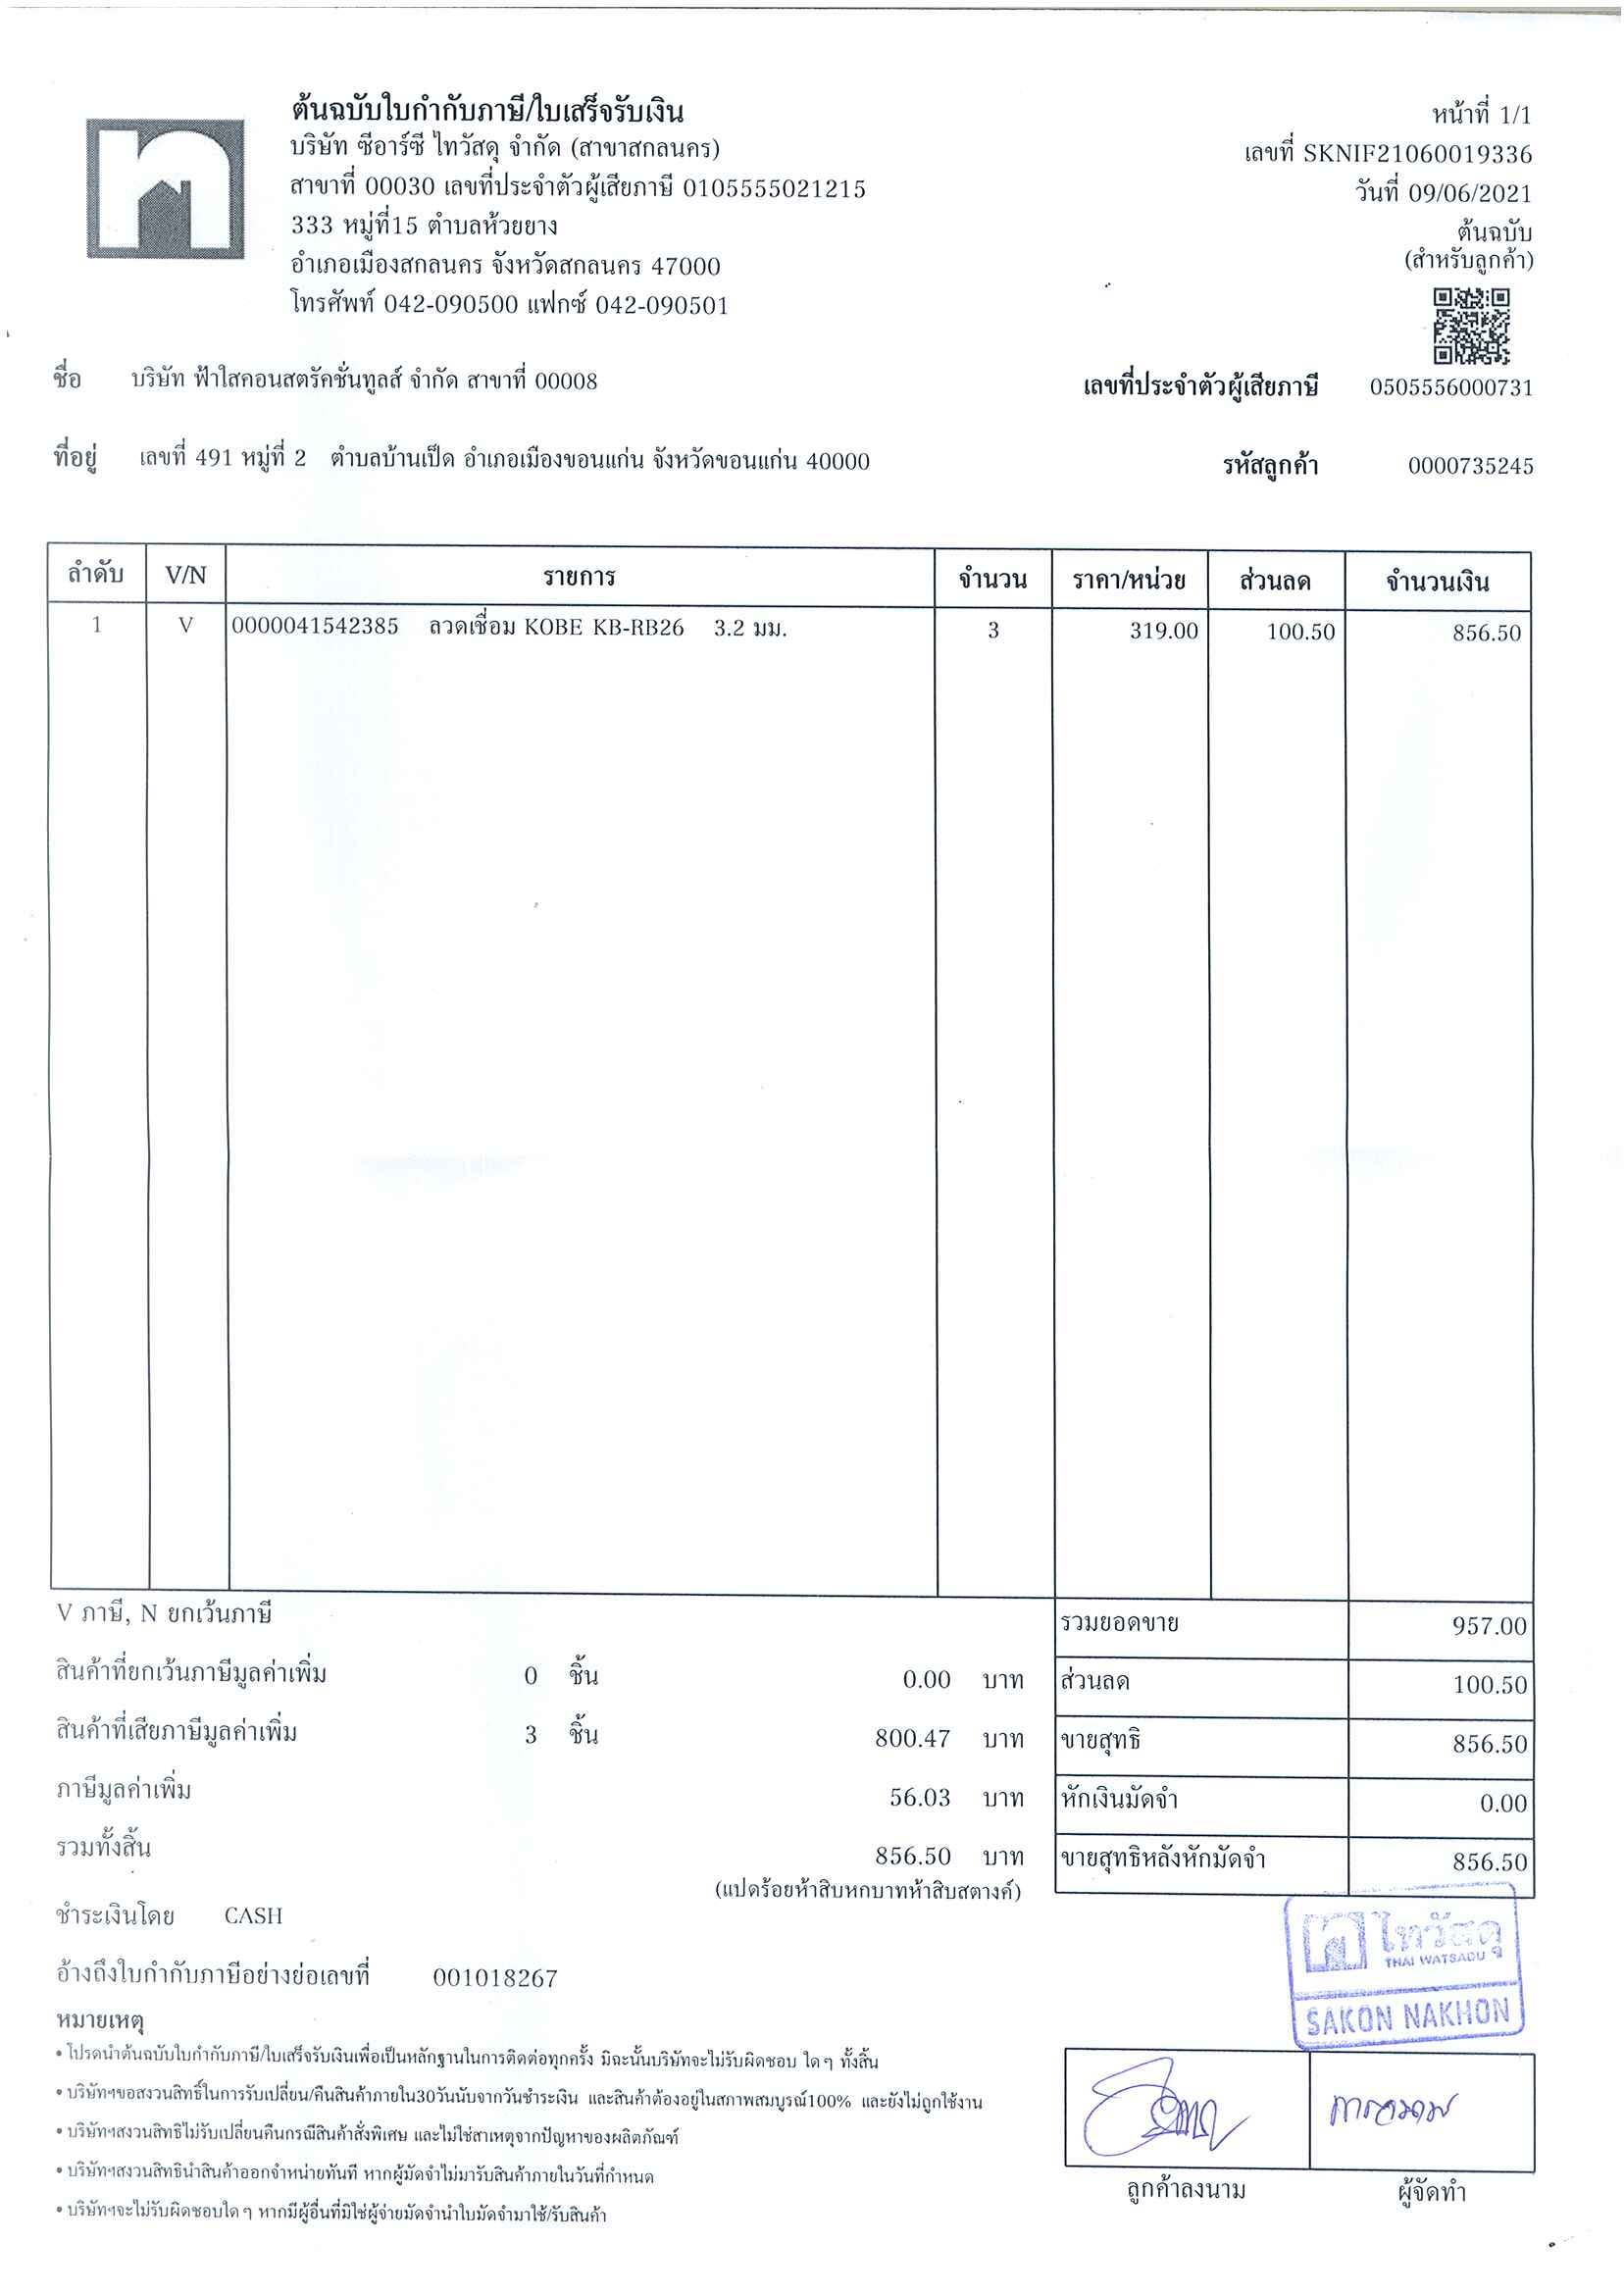 ต้นฉบับใบกำกับภาษี/ใบเสร็จรับเงิน
บริษัท ซีอาร์ซี ไทวัสดุ จำกัด (สาขาสกลนคร)
สาขาที่ 00030 เลขที่ประจำตัวผู้เสียภาษี 0105555021215
333 หมู่ที่15 ตำบลห้วยยาง
อำเภอเมืองสกลนคร จังหวัดสกลนคร 47000
โทรศัพท์ 042-090500 แฟกซ์ 042-090501
หน้าที่ 1/1
เลขที่ SKNIF21060019336
วันที่ 09/06/2021
ต้นฉบับ
(สำหรับลูกค้า)
ชื่อ บริษัท ฟ้าใสคอนสตรัคชั่นทูลส์ จำกัด สาขาที่ 00008 เลขที่ประจำตัวผู้เสียภาษี 0505556000731
ที่อยู่ เลขที่ 491 หมู่ที่ 2 ตำบลบ้านเป็ด อำเภอเมืองขอนแก่น จังหวัดขอนแก่น 40000 รหัสลูกค้า 0000735245
ลำดับ V/N รายการ จำนวน ราคา/หน่วย ส่วนลด จำนวนเงิน
1 V 0000041542385 ลวดเชื่อม KOBE KB-RB26 3.2 มม. 3 319.00 100.50 856.50
V ภาษี, N ยกเว้นภาษี รวมยอดขาย 957.00
สินค้าที่ยกเว้นภาษีมูลค่าเพิ่ม 0 ชิ้น 0.00 บาท ส่วนลด 100.50
สินค้าที่เสียภาษีมูลค่าเพิ่ม 3 ชิ้น 800.47 บาท ขายสุทธิ 856.50
ภาษีมูลค่าเพิ่ม 56.03 บาท หักเงินมัดจำ 0.00
รวมทั้งสิ้น 856.50 บาท ขายสุทธิหลังหักมัดจำ 856.50
(แปดร้อยห้าสิบหกบาทห้าสิบสตางค์)
ชำระเงินโดย CASH
ไทวัสดุ
THAI WATSADU
SAKON NAKHON
อ้างถึงใบกำกับภาษีอย่างย่อเลขที่ 001018267
หมายเหตุ
• โปรดนำต้นฉบับใบกำกับภาษี/ใบเสร็จรับเงินเพื่อเป็นหลักฐานในการติดต่อทุกครั้ง มิฉะนั้นบริษัทจะไม่รับผิดชอบ ใดๆ ทั้งสิ้น
• บริษัทฯขอสงวนสิทธิ์ในการรับเปลี่ยน/คืนสินค้าภายใน30วันนับจากวันชำระเงิน และสินค้าต้องอยู่ในสภาพสมบูรณ์100% และยังไม่ถูกใช้งาน
• บริษัทฯสงวนสิทธิไม่รับเปลี่ยนคืนกรณีสินค้าสั่งพิเศษ และไม่ใช่สาเหตุจากปัญหาของผลิตภัณฑ์
• บริษัทฯสงวนสิทธินำสินค้าออกจำหน่ายทันที หากผู้มัดจำไม่มารับสินค้าภายในวันที่กำหนด
• บริษัทฯจะไม่รับผิดชอบใดๆ หากมีผู้อื่นที่มิใช่ผู้จ่ายมัดจำนำใบมัดจำมาใช้/รับสินค้า
ลูกค้าลงนาม ผู้จัดทำ